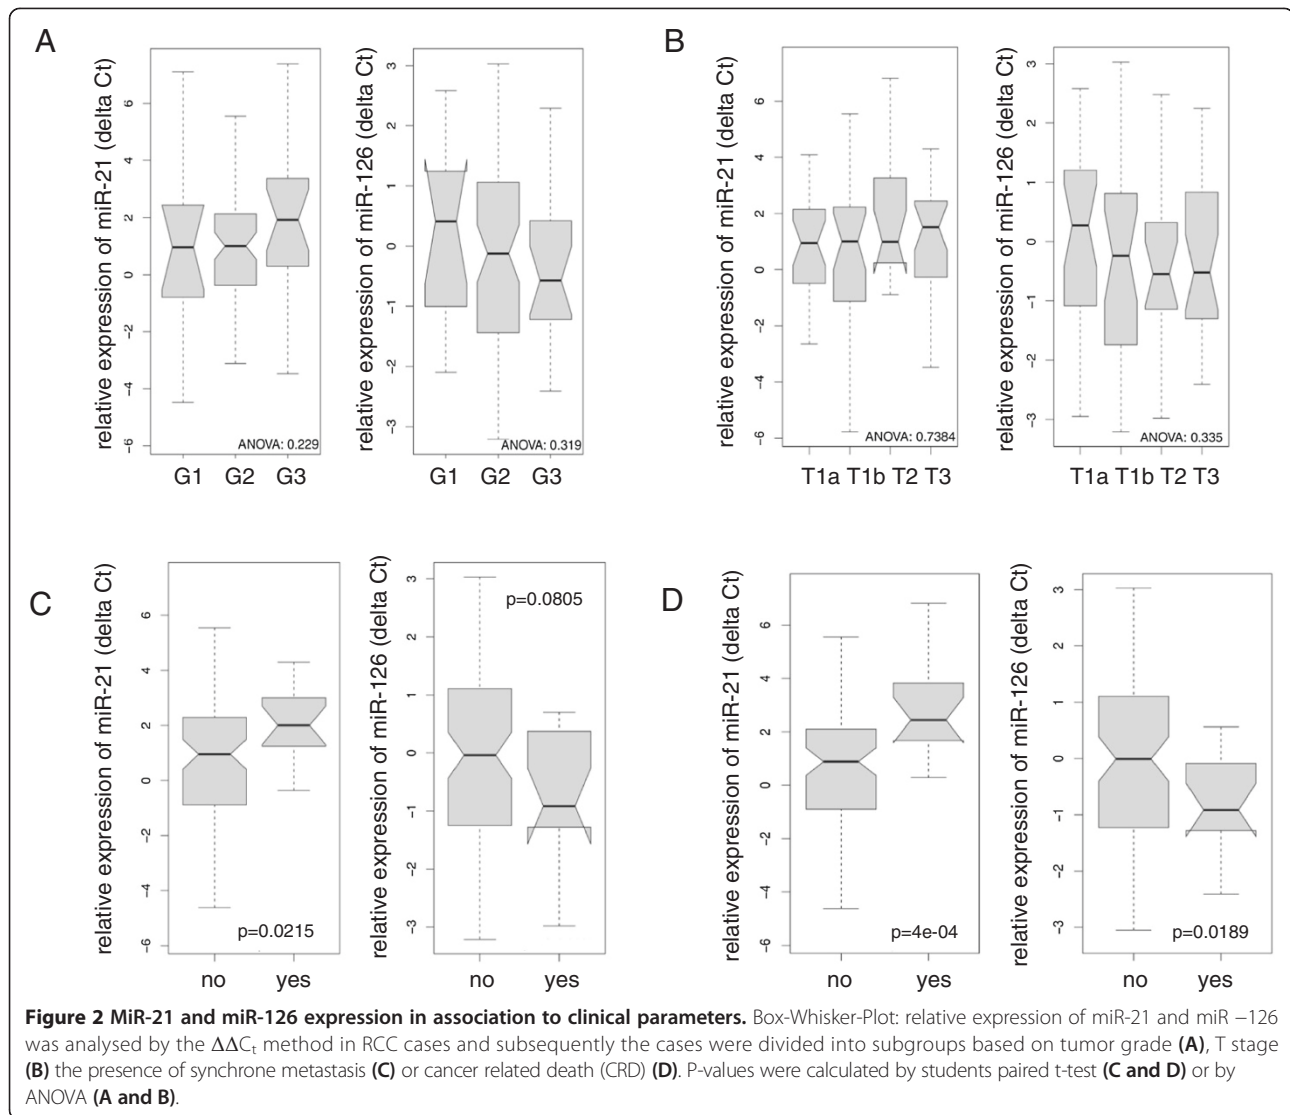 A
B
relative expression of miR-21 (delta Ct)
6
4
2
0
-2
-4
-6
ANOVA: 0.229
G1 G2 G3
relative expression of miR-126 (delta Ct)
3
2
1
0
-1
-2
-3
ANOVA: 0.319
G1 G2 G3
relative expression of miR-21 (delta Ct)
6
4
2
0
-2
-4
-6
ANOVA: 0.7384
T1a T1b T2 T3
relative expression of miR-126 (delta Ct)
3
2
1
0
-1
-2
-3
ANOVA: 0.335
T1a T1b T2 T3
C
relative expression of miR-21 (delta Ct)
6
4
2
0
-2
-4
-6
p=0.0215
no yes
relative expression of miR-126 (delta Ct)
3
2
1
0
-1
-2
-3
p=0.0805
no yes
D
relative expression of miR-21 (delta Ct)
6
4
2
0
-2
-4
-6
p=4e-04
no yes
relative expression of miR-126 (delta Ct)
3
2
1
0
-1
-2
-3
p=0.0189
no yes
Figure 2 MiR-21 and miR-126 expression in association to clinical parameters. Box-Whisker-Plot: relative expression of miR-21 and miR –126
was analysed by the ΔΔCt method in RCC cases and subsequently the cases were divided into subgroups based on tumor grade (A), T stage
(B) the presence of synchrone metastasis (C) or cancer related death (CRD) (D). P-values were calculated by students paired t-test (C and D) or by
ANOVA (A and B).